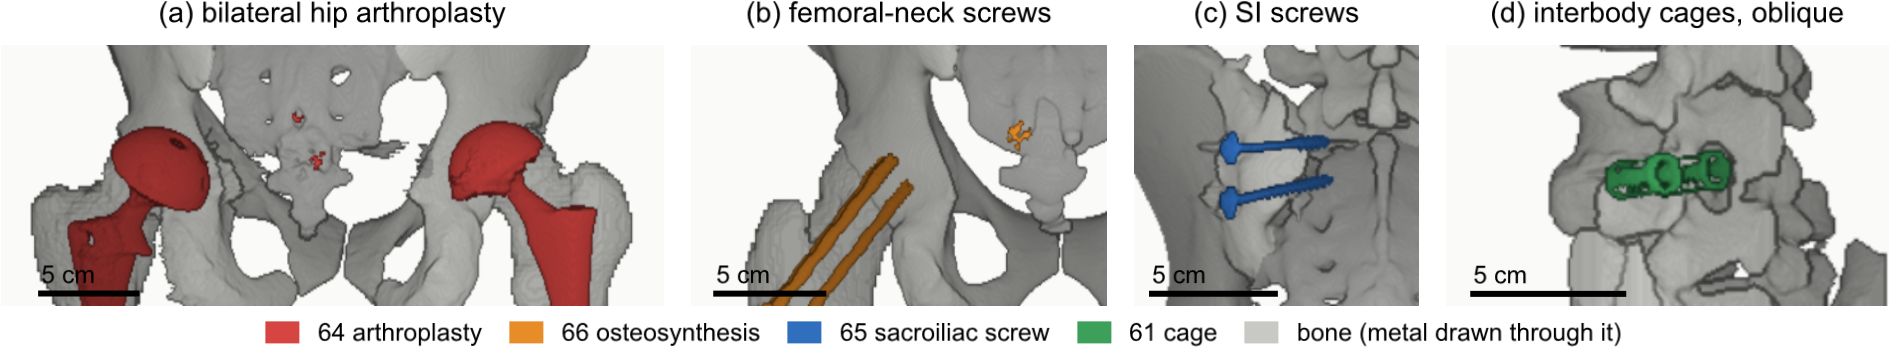 (a) bilateral hip arthroplasty
(b) femoral-neck screws
(c) SI screws
(d) interbody cages, oblique
5 cm
5 cm
5 cm
5 cm
64 arthroplasty
66 osteosynthesis
65 sacroiliac screw
61 cage
bone (metal drawn through it)